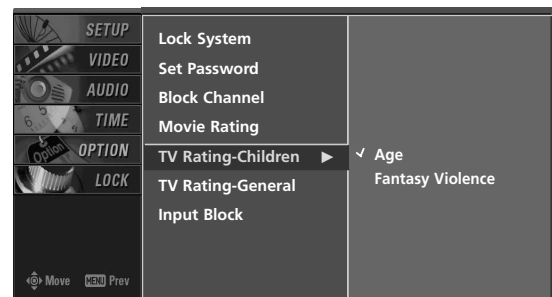 SETUP
VIDEO
AUDIO
TIME
OPTION
LOCK
Move MENU Prev
Lock System
Set Password
Block Channel
Movie Rating
TV Rating-Children ►
TV Rating-General
Input Block
✓ Age
Fantasy Violence